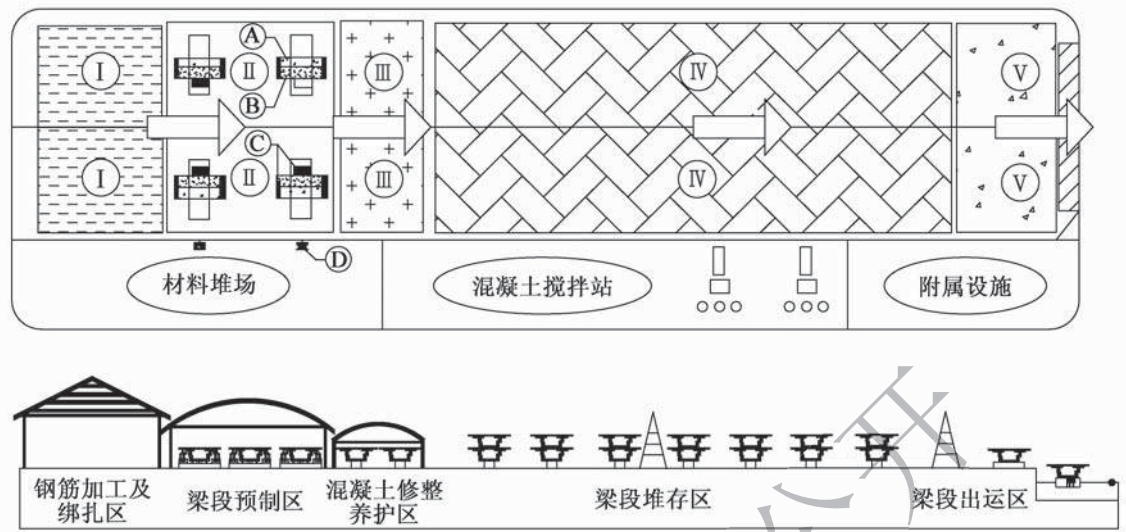 Ⅰ
A
Ⅱ
B
Ⅲ
Ⅳ
Ⅴ
Ⅰ
C
Ⅱ
Ⅲ
Ⅳ
Ⅴ
D
材料堆场
混凝土搅拌站
附属设施
钢筋加工及
绑扎区
梁段预制区
混凝土修整
养护区
梁段堆存区
梁段出运区
公开